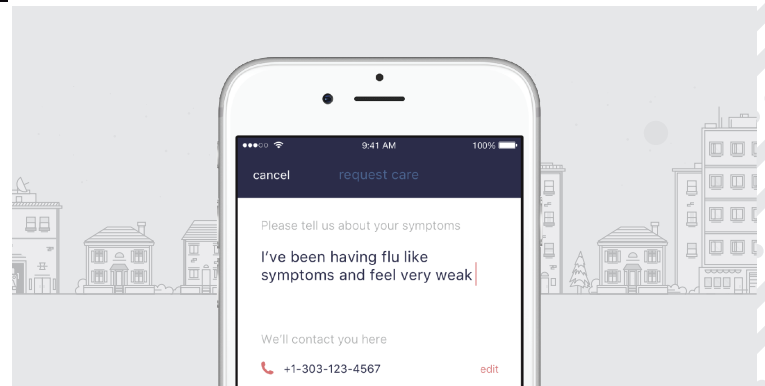 9:41 AM
100%
cancel
request care
Please tell us about your symptoms
I've been having flu like
symptoms and feel very weak
We'll contact you here
+1-303-123-4567
edit